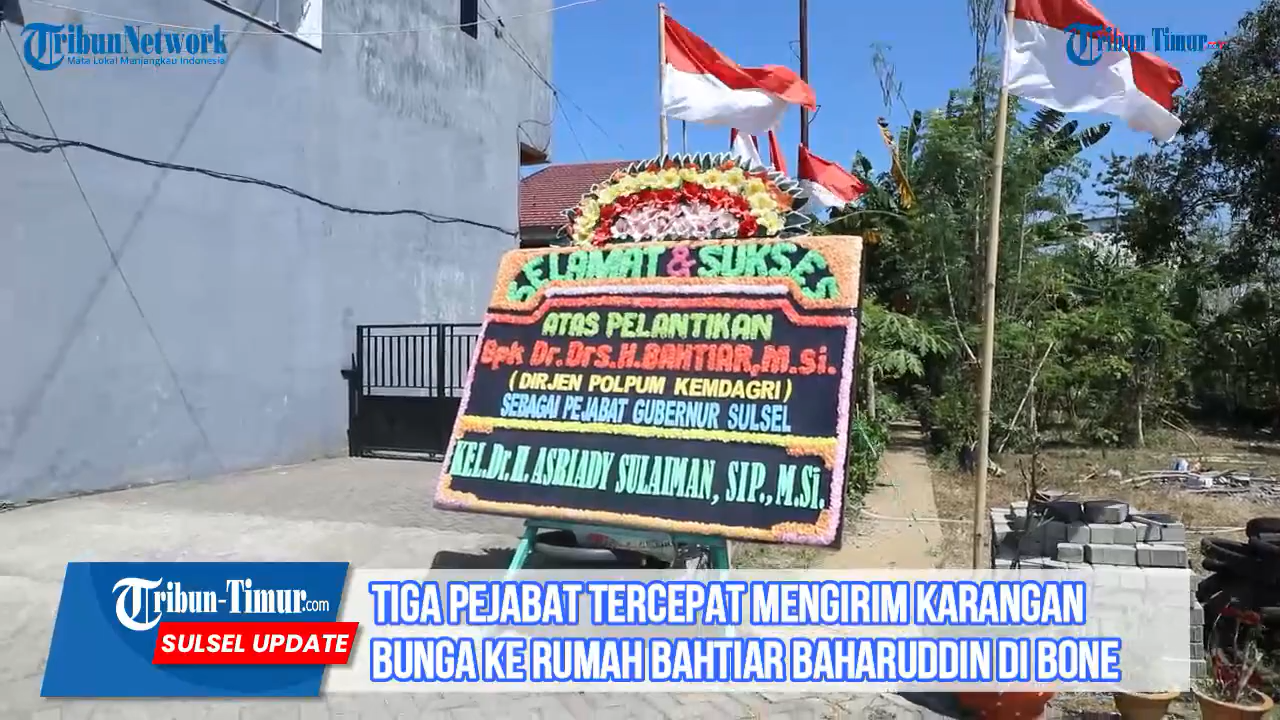 TribunNetwork
Mata Lokal Menjangkau Indonesia
Tribun Timur.com
SELAMAT & SUKSES
ATAS PELANTIKAN
Bpk Dr. Drs. H. BAHTIAR, M.Si.
(DIRJEN POLPUM KEMDAGRI)
SEBAGAI PEJABAT GUBERNUR SULSEL
KEL. Dr. H. ASRIADY SULAIMAN, SIP., M.Si.
Tribun-Timur.com
SULSEL UPDATE
TIGA PEJABAT TERCEPAT MENGIRIM KARANGAN
BUNGA KE RUMAH BAHTIAR BAHARUDDIN DI BONE